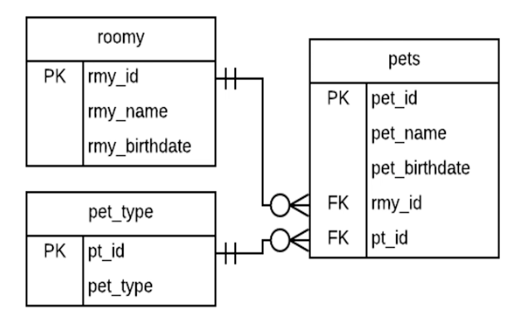 roomy
PK rmy_id
rmy_name
rmy_birthdate
pet_type
PK pt_id
pet_type
pets
PK pet_id
pet_name
pet_birthdate
FK rmy_id
FK pt_id